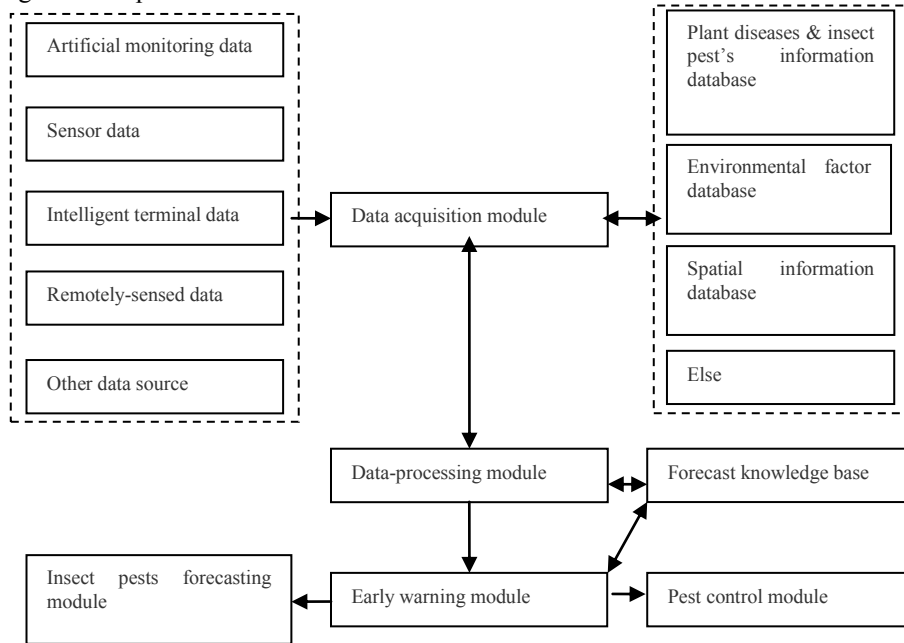 Artificial monitoring data
Sensor data
Intelligent terminal data
Remotely-sensed data
Other data source
Data acquisition module
Plant diseases & insect
pest’s information
database
Environmental factor
database
Spatial information
database
Else
Data-processing module
Forecast knowledge base
Insect pests forecasting
module
Early warning module
Pest control module